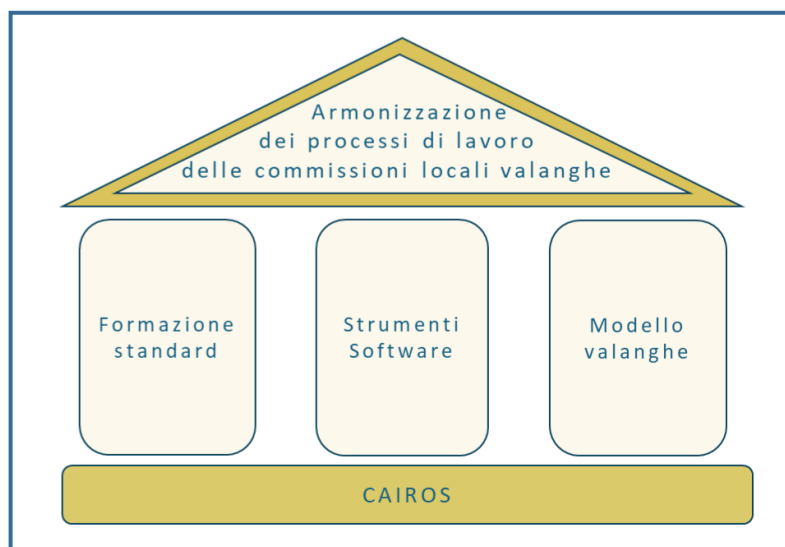 Armonizzazione
dei processi di lavoro
delle commissioni locali valanghe
Formazione
standard
Strumenti
Software
Modello
valanghe
CAIROS